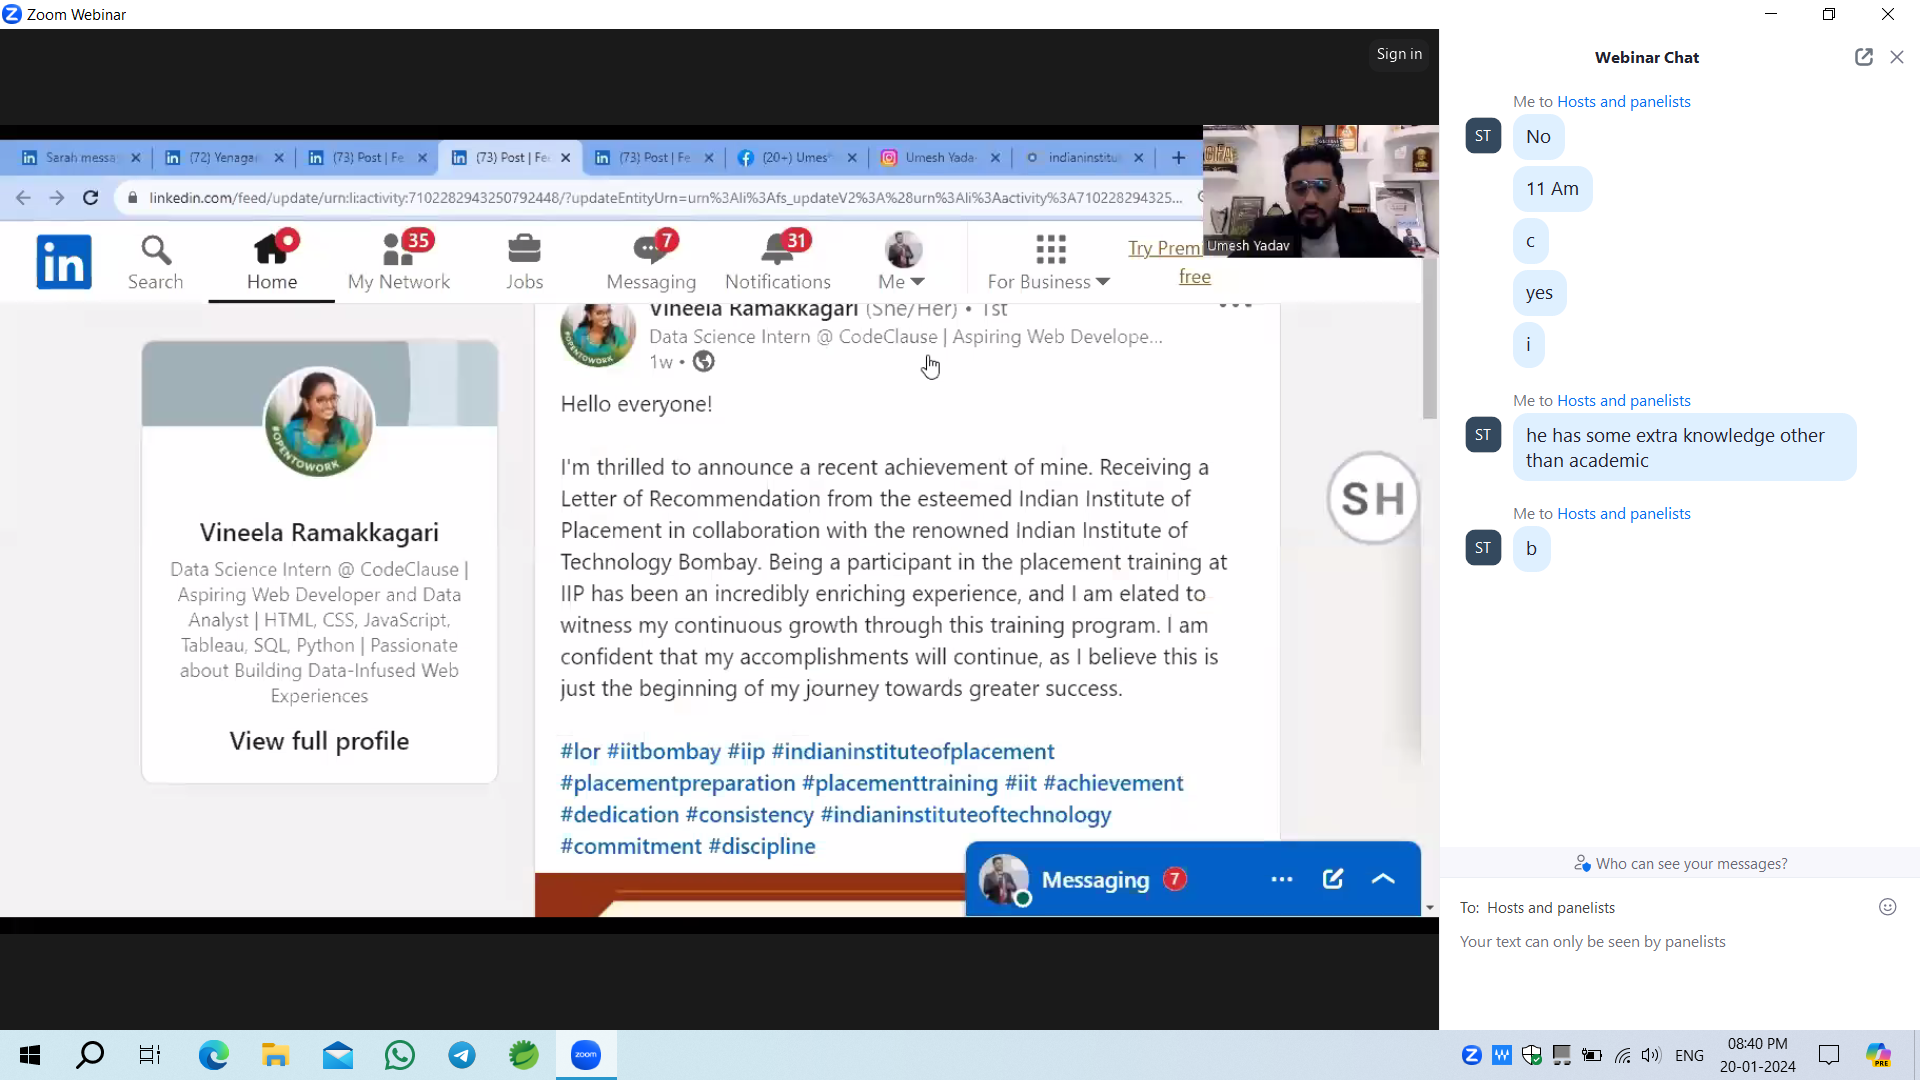 Zoom Webinar
Sign in
Sarah messa
(72) Yenaga
(73) Post | Fe
(73) Post | Fee
(73) Post | Fe
(20+) Umes
Umesh Yada
indianinstitu
linkedin.com/feed/update/urn:li:activity:7102282943250792448/?updateEntityUrn=urn%3Ali%3Afs_updateV2%3A%28urn%3Ali%3Aactivity%3A710228294325...
Umesh Yadav
in
Search
Home
35
My Network
Jobs
7
Messaging
31
Notifications
Me
For Business
Try Premi
free
Vineela Ramakkagari (She/Her) • 1st
Data Science Intern @ CodeClause | Aspiring Web Develope...
1w •
Hello everyone!
I'm thrilled to announce a recent achievement of mine. Receiving a
Letter of Recommendation from the esteemed Indian Institute of
Placement in collaboration with the renowned Indian Institute of
Technology Bombay. Being a participant in the placement training at
IIP has been an incredibly enriching experience, and I am elated to
witness my continuous growth through this training program. I am
confident that my accomplishments will continue, as I believe this is
just the beginning of my journey towards greater success.
#lor #iitbombay #iip #indianinstituteofplacement
#placementpreparation #placementtraining #iit #achievement
#dedication #consistency #indianinstituteoftechnology
#commitment #discipline
#OPENTOWORK
Vineela Ramakkagari
Data Science Intern @ CodeClause |
Aspiring Web Developer and Data
Analyst | HTML, CSS, JavaScript,
Tableau, SQL, Python | Passionate
about Building Data-Infused Web
Experiences
View full profile
SH
Messaging 7
Webinar Chat
Me to Hosts and panelists
ST
No
11 Am
c
yes
i
Me to Hosts and panelists
ST
he has some extra knowledge other
than academic
Me to Hosts and panelists
ST
b
Who can see your messages?
To: Hosts and panelists
Your text can only be seen by panelists
zoom
ENG
08:40 PM
20-01-2024
PRE